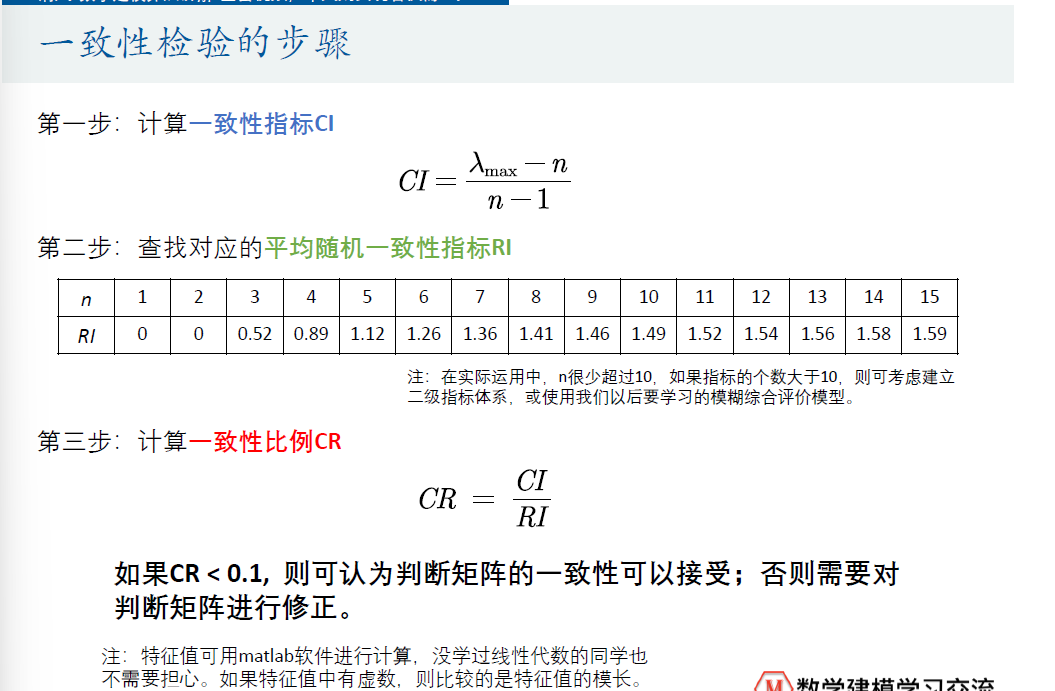 一致性检验的步骤
第一步：计算一致性指标CI
CI = (λmax − n) / (n − 1)
第二步：查找对应的平均随机一致性指标RI
n 1 2 3 4 5 6 7 8 9 10 11 12 13 14 15
RI 0 0 0.52 0.89 1.12 1.26 1.36 1.41 1.46 1.49 1.52 1.54 1.56 1.58 1.59
注：在实际运用中，n很少超过10，如果指标的个数大于10，则可考虑建立
二级指标体系，或使用我们以后要学习的模糊综合评价模型。
第三步：计算一致性比例CR
CR = CI / RI
如果CR < 0.1, 则可认为判断矩阵的一致性可以接受；否则需要对
判断矩阵进行修正。
注：特征值可用matlab软件进行计算，没学过线性代数的同学也
不需要担心。如果特征值中有虚数，则比较的是特征值的模长。
M 数学建模学习交流